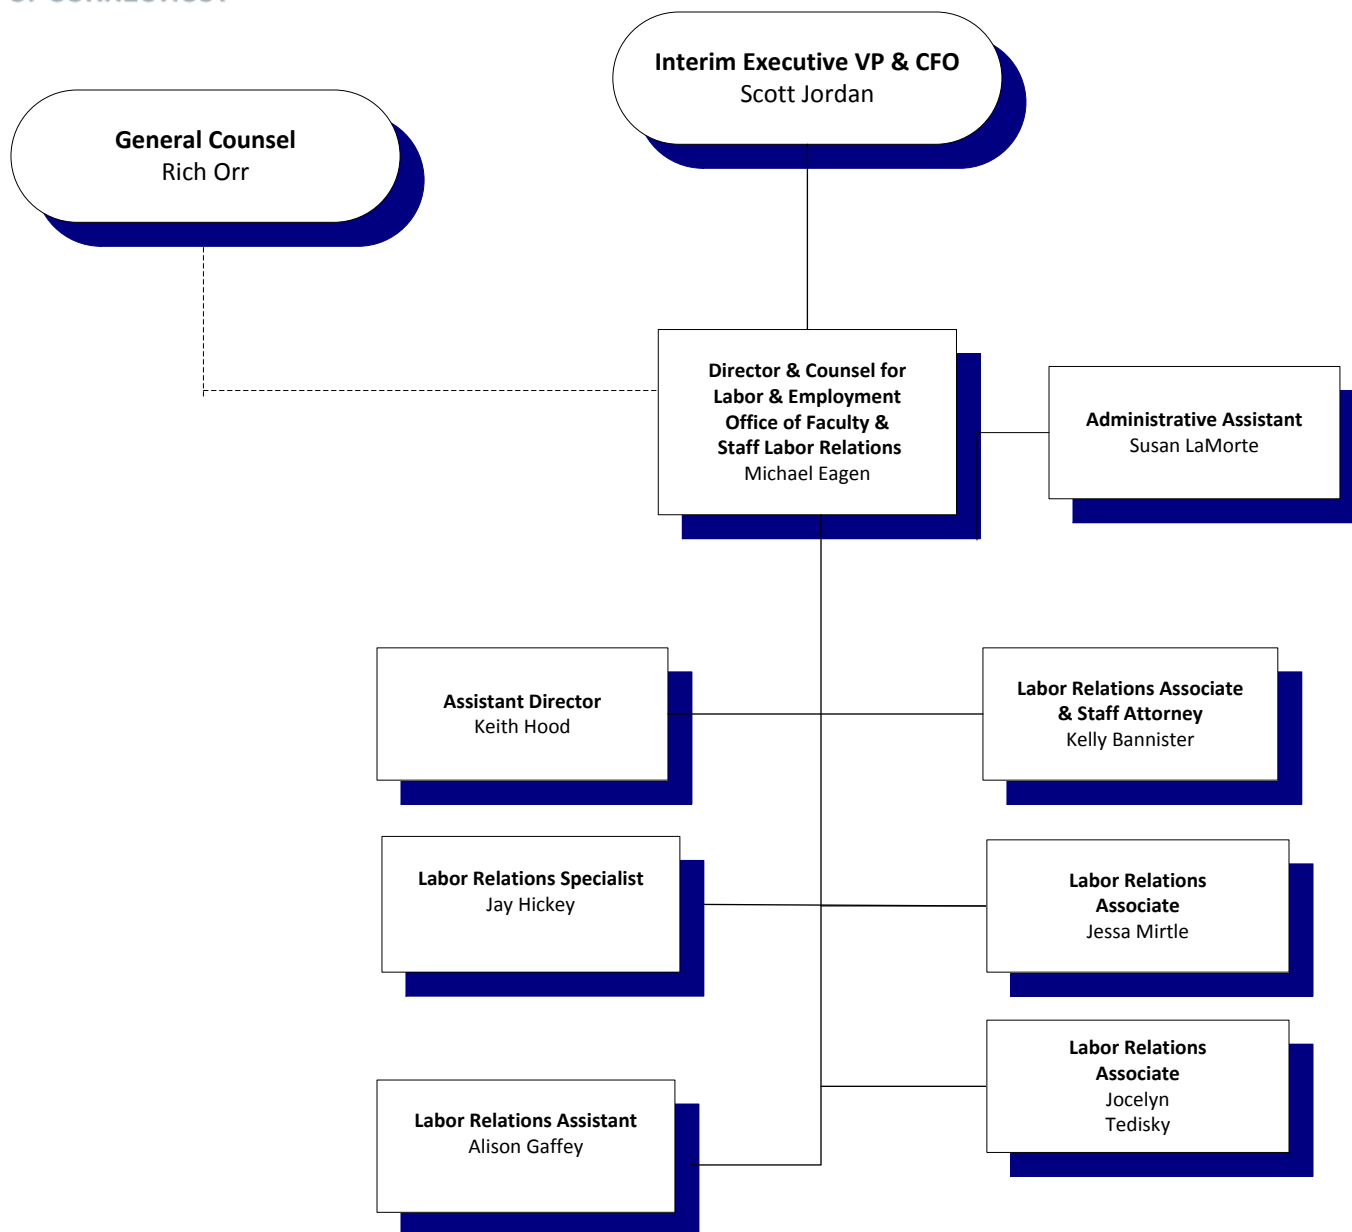 Interim Executive VP & CFO
Scott Jordan
General Counsel
Rich Orr
Director & Counsel for
Labor & Employment
Office of Faculty &
Staff Labor Relations
Michael Eagen
Administrative Assistant
Susan LaMorte
Assistant Director
Keith Hood
Labor Relations Associate
& Staff Attorney
Kelly Bannister
Labor Relations Specialist
Jay Hickey
Labor Relations
Associate
Jessa Mirtle
Labor Relations
Associate
Jocelyn
Tedisky
Labor Relations Assistant
Alison Gaffey